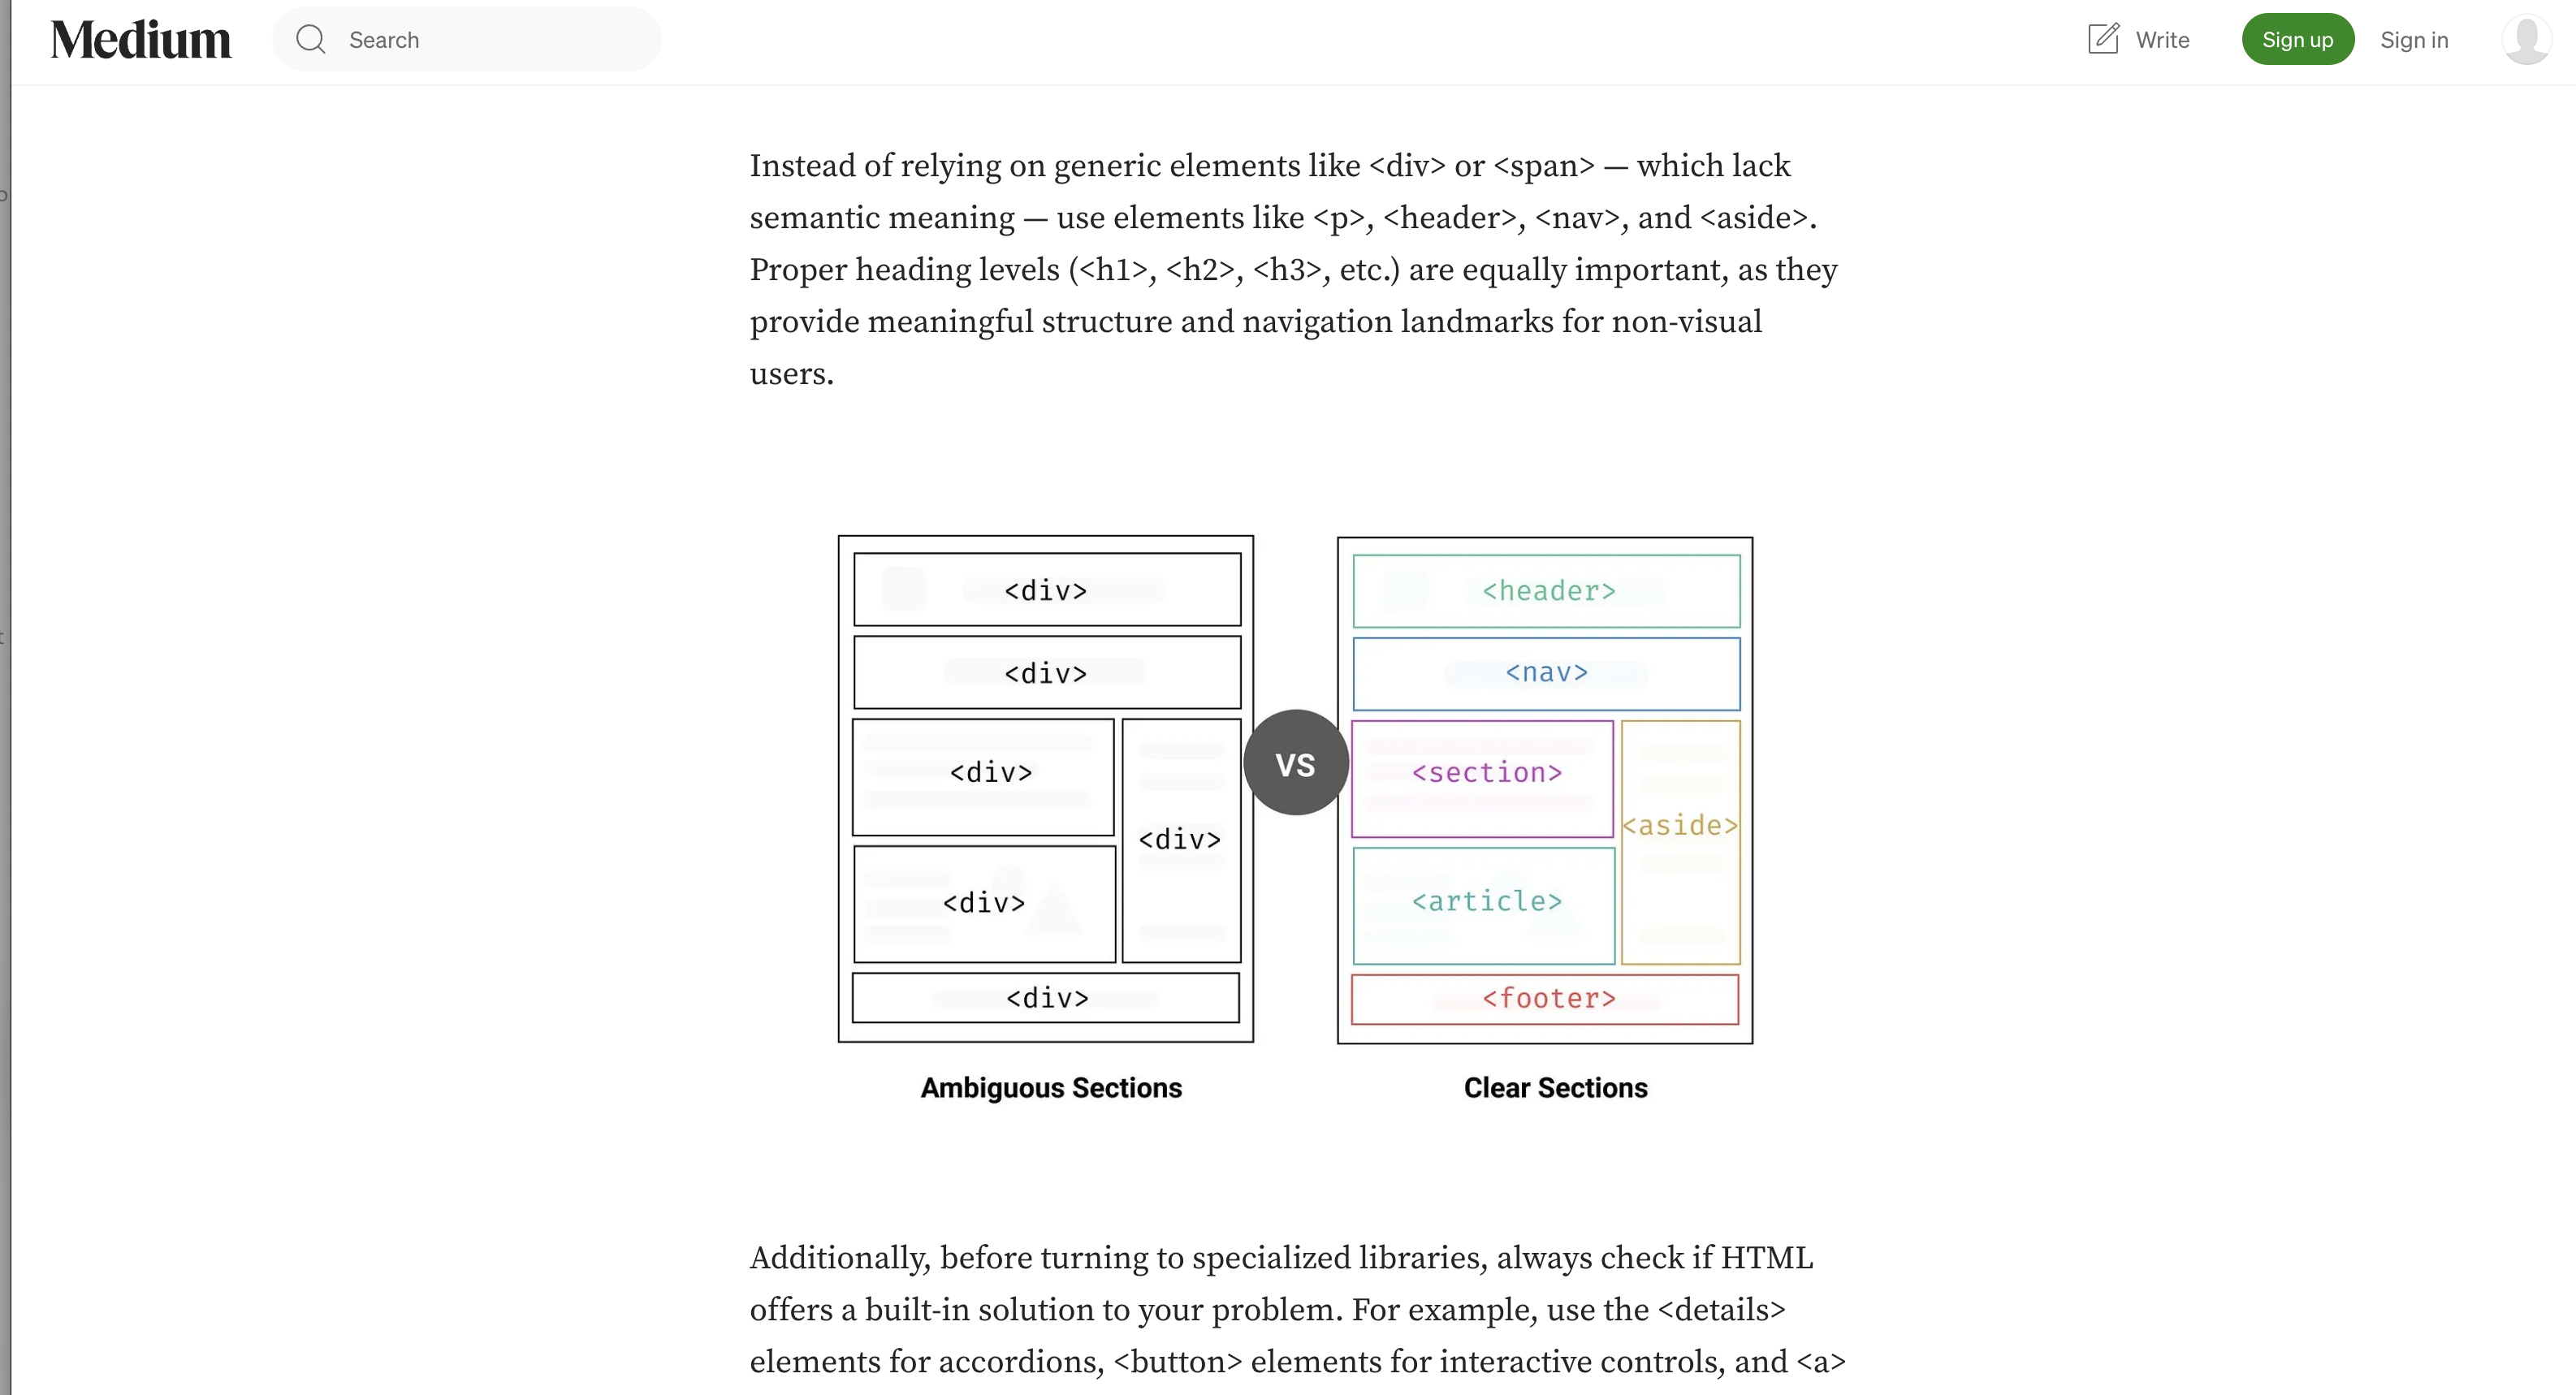 Medium
Search
Write
Sign up
Sign in
Instead of relying on generic elements like <div> or <span> — which lack
semantic meaning — use elements like <p>, <header>, <nav>, and <aside>.
Proper heading levels (<h1>, <h2>, <h3>, etc.) are equally important, as they
provide meaningful structure and navigation landmarks for non-visual
users.
<div>
<div>
<div>
<div>
<div>
<div>
Ambiguous Sections
VS
<header>
<nav>
<section>
<aside>
<article>
<footer>
Clear Sections
Additionally, before turning to specialized libraries, always check if HTML
offers a built-in solution to your problem. For example, use the <details>
elements for accordions, <button> elements for interactive controls, and <a>